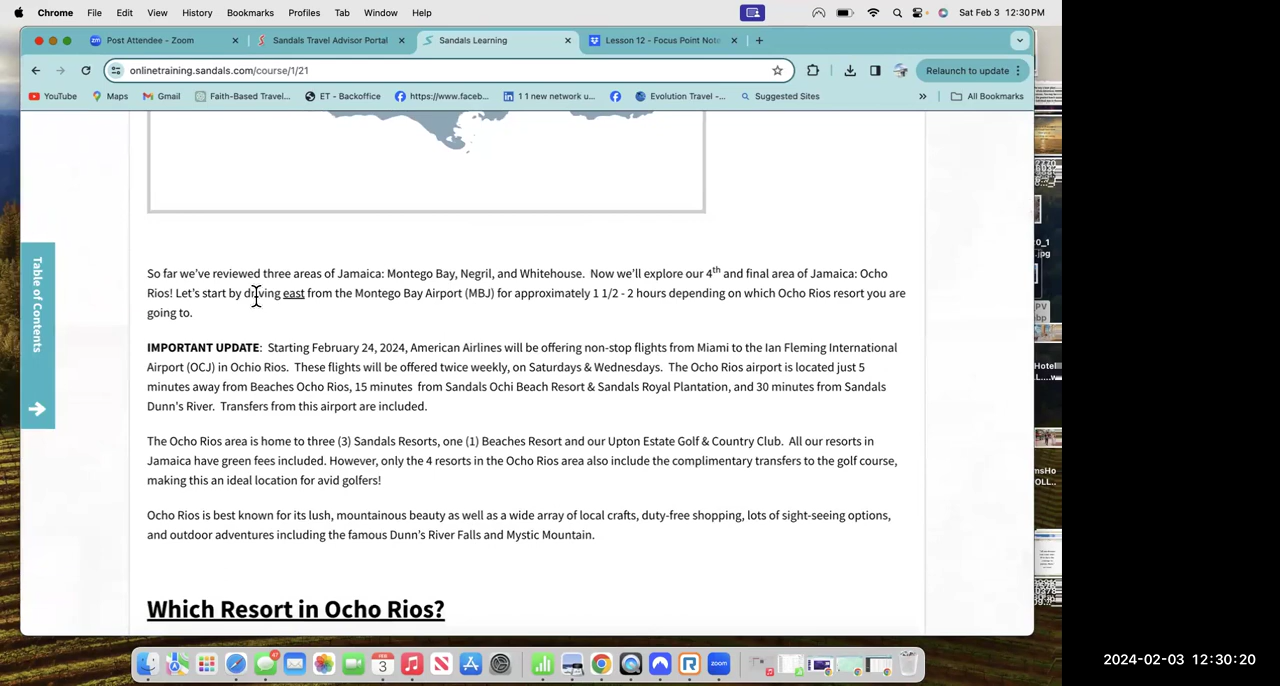 Chrome File Edit View History Bookmarks Profiles Tab Window Help Sat Feb 3 12:30 PM
zm Post Attendee - Zoom Sandals Travel Advisor Portal Sandals Learning Lesson 12 - Focus Point Note
onlinetraining.sandals.com/course/1/21 Relaunch to update
YouTube Maps Gmail Faith-Based Travel... ET - Backoffice https://www.faceb... 1 1 new network u... Evolution Travel -... Suggested Sites » All Bookmarks
Table of Contents
So far we've reviewed three areas of Jamaica: Montego Bay, Negril, and Whitehouse. Now we'll explore our 4th and final area of Jamaica: Ocho
Rios! Let's start by driving east from the Montego Bay Airport (MBJ) for approximately 1 1/2 - 2 hours depending on which Ocho Rios resort you are
going to.
IMPORTANT UPDATE: Starting February 24, 2024, American Airlines will be offering non-stop flights from Miami to the Ian Fleming International
Airport (OCJ) in Ochio Rios. These flights will be offered twice weekly, on Saturdays & Wednesdays. The Ocho Rios airport is located just 5
minutes away from Beaches Ocho Rios, 15 minutes from Sandals Ochi Beach Resort & Sandals Royal Plantation, and 30 minutes from Sandals
Dunn's River. Transfers from this airport are included.
The Ocho Rios area is home to three (3) Sandals Resorts, one (1) Beaches Resort and our Upton Estate Golf & Country Club. All our resorts in
Jamaica have green fees included. However, only the 4 resorts in the Ocho Rios area also include the complimentary transfers to the golf course,
making this an ideal location for avid golfers!
Ocho Rios is best known for its lush, mountainous beauty as well as a wide array of local crafts, duty-free shopping, lots of sight-seeing options,
and outdoor adventures including the famous Dunn's River Falls and Mystic Mountain.
Which Resort in Ocho Rios?
FEB
3
zoom
2024-02-03 12:30:20